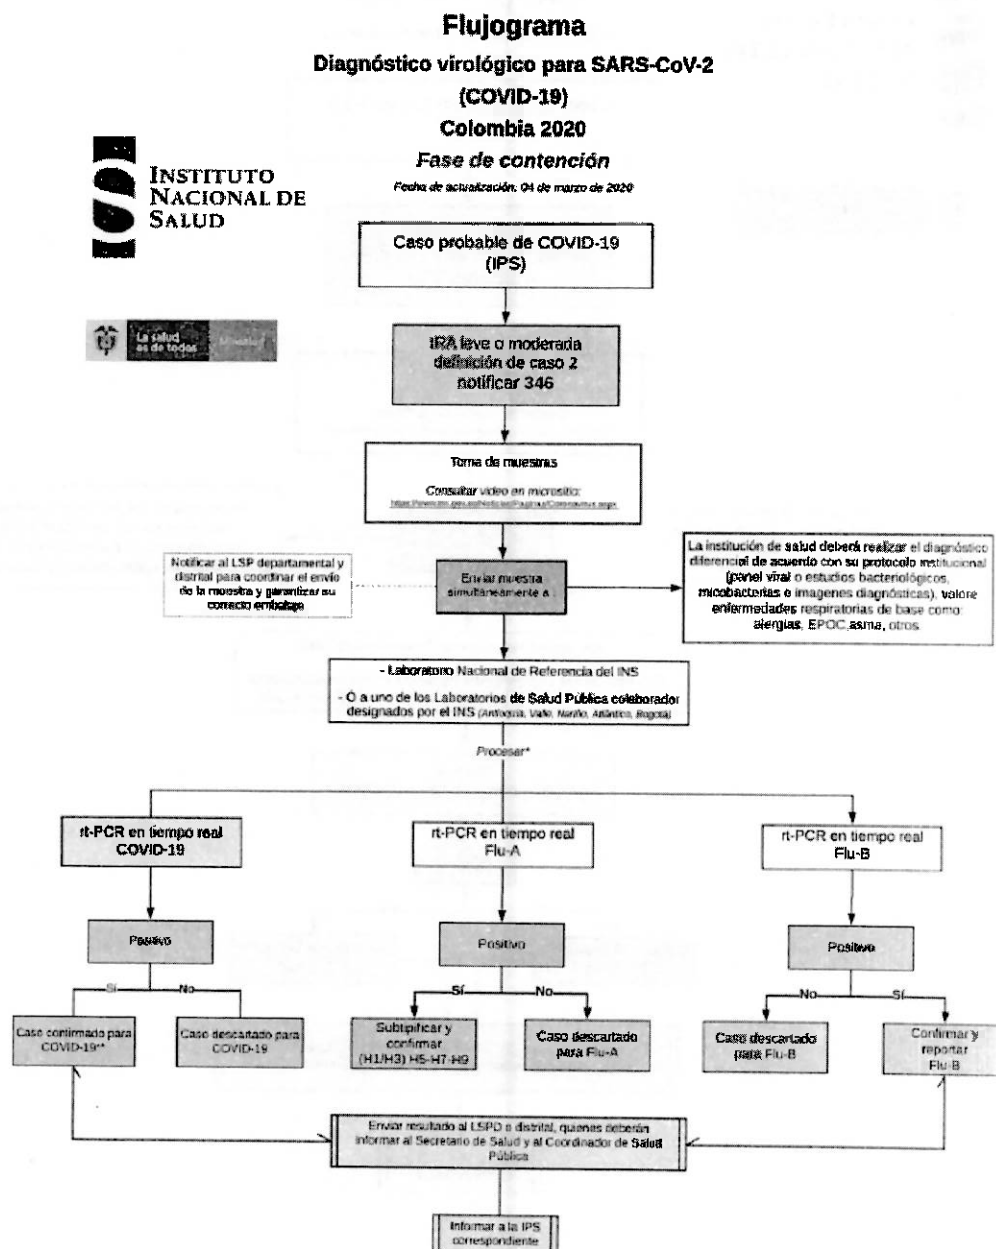 Flujograma
Diagnóstico virológico para SARS-CoV-2
(COVID-19)
Colombia 2020
Fase de contención
Fecha de actualización: 04 de marzo de 2020
INSTITUTO
NACIONAL DE
SALUD
La salud
es de todos
Caso probable de COVID-19
(IPS)
IRA leve o moderada
definición de caso 2
notificar 346
Toma de muestras
Consultar video en micrositio:
Notificar al LSP departamental y
distrital para coordinar el envío
de la muestra y garantizar su
correcto embalaje
Enviar muestra
simultáneamente a
La institución de salud deberá realizar el diagnóstico
diferencial de acuerdo con su protocolo institucional
(panel viral o estudios bacteriológicos,
micobacterias e imagenes diagnósticas), valore
enfermedades respiratorias de base como
alergias, EPOC,asma, otros
- Laboratorio Nacional de Referencia del INS
- O a uno de los Laboratorios de Salud Pública colaborador
designados por el INS (Antioquia, Valle, Nariño, Atlántico, Bogotá)
Procesar*
rt-PCR en tiempo real
COVID-19
rt-PCR en tiempo real
Flu-A
rt-PCR en tiempo real
Flu-B
Positivo
Positivo
Positivo
Sí
No
Sí
No
No
Sí
Caso confirmado para
COVID-19**
Caso descartado para
COVID-19
Subtipificar y
confirmar
(H1/H3) H5-H7-H9
Caso descartado
para Flu-A
Caso descartado
para Flu-B
Confirmar y
reportar
Flu-B
Enviar resultado al LSPD o distrital, quienes deberán
informar al Secretario de Salud y al Coordinador de Salud
Pública
Informar a la IPS
correspondiente